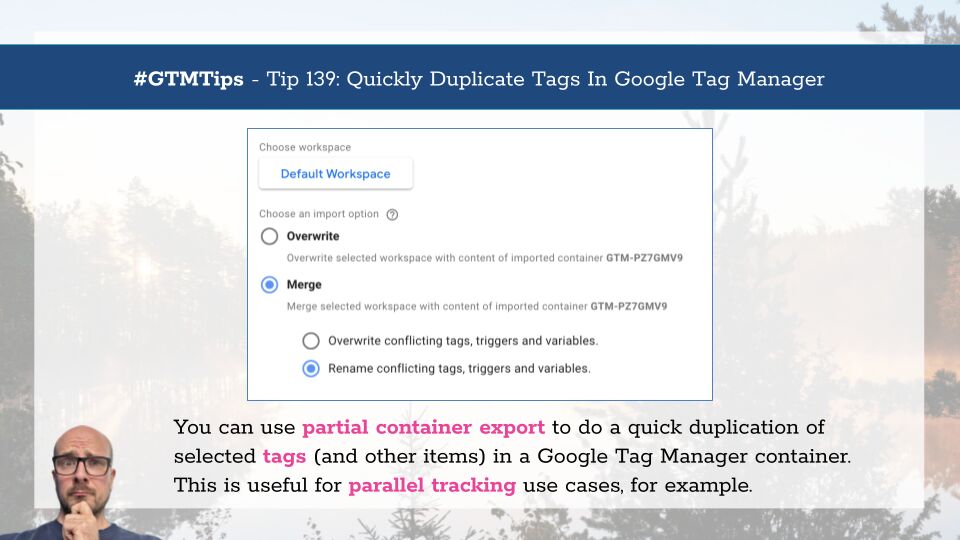 #GTMTips - Tip 139: Quickly Duplicate Tags In Google Tag Manager
Choose workspace
Default Workspace
Choose an import option ?
Overwrite
Overwrite selected workspace with content of imported container GTM-PZ7GMV9
Merge
Merge selected workspace with content of imported container GTM-PZ7GMV9
Overwrite conflicting tags, triggers and variables.
Rename conflicting tags, triggers and variables.
You can use partial container export to do a quick duplication of
selected tags (and other items) in a Google Tag Manager container.
This is useful for parallel tracking use cases, for example.